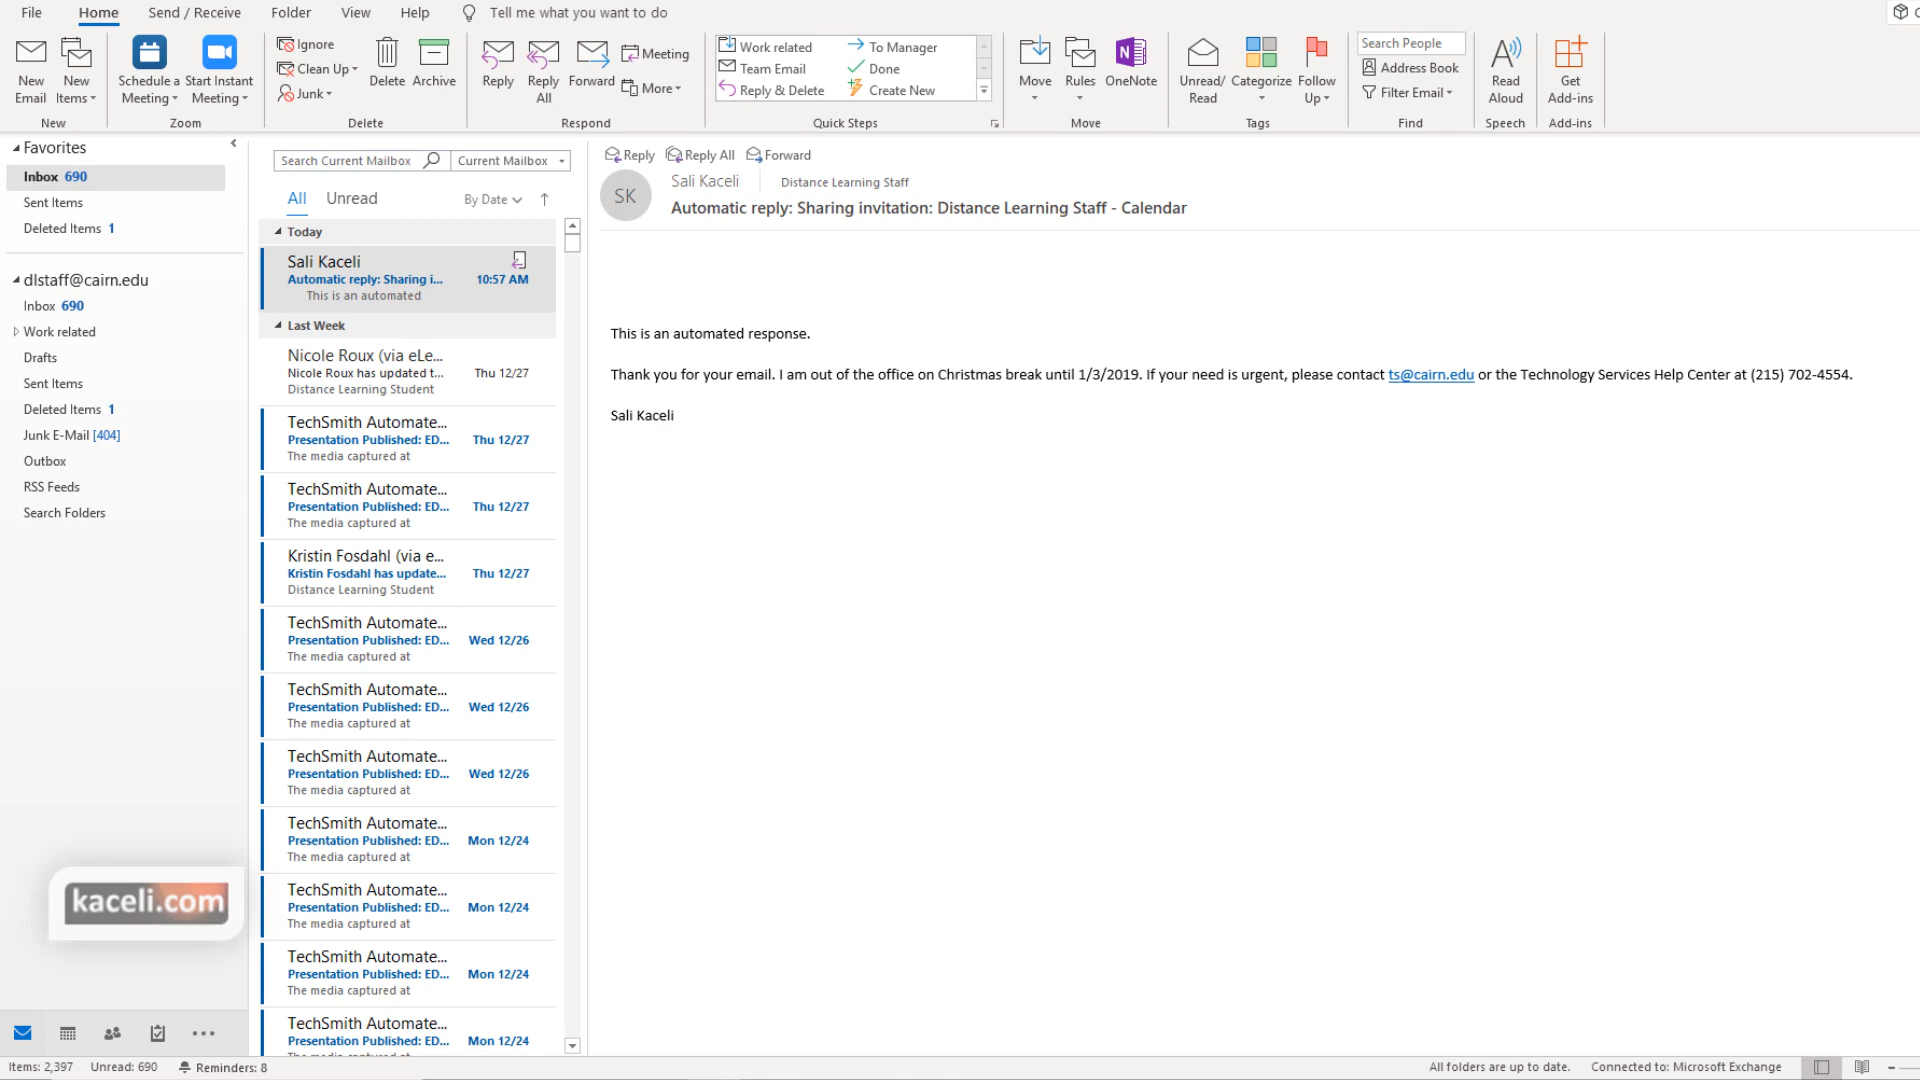 File Home Send / Receive Folder View Help Tell me what you want to do
New Email
New Items
New
Schedule a Meeting
Start Instant Meeting
Zoom
Ignore
Clean Up
Junk
Delete
Archive
Delete
Reply
Reply All
Forward
Meeting
More
Respond
Work related
Team Email
Reply & Delete
To Manager
Done
Create New
Quick Steps
Move
Rules
OneNote
Move
Unread/ Read
Categorize
Follow Up
Tags
Search People
Address Book
Filter Email
Find
Read Aloud
Speech
Get Add-ins
Add-ins
Favorites
Inbox 690
Sent Items
Deleted Items 1
dlstaff@cairn.edu
Inbox 690
Work related
Drafts
Sent Items
Deleted Items 1
Junk E-Mail [404]
Outbox
RSS Feeds
Search Folders
kaceli.com
Search Current Mailbox Current Mailbox
All Unread By Date
Today
Sali Kaceli
Automatic reply: Sharing i... 10:57 AM
This is an automated
Last Week
Nicole Roux (via eLe...
Nicole Roux has updated t... Thu 12/27
Distance Learning Student
TechSmith Automate...
Presentation Published: ED... Thu 12/27
The media captured at
TechSmith Automate...
Presentation Published: ED... Thu 12/27
The media captured at
Kristin Fosdahl (via e...
Kristin Fosdahl has update... Thu 12/27
Distance Learning Student
TechSmith Automate...
Presentation Published: ED... Wed 12/26
The media captured at
TechSmith Automate...
Presentation Published: ED... Wed 12/26
The media captured at
TechSmith Automate...
Presentation Published: ED... Wed 12/26
The media captured at
TechSmith Automate...
Presentation Published: ED... Mon 12/24
The media captured at
TechSmith Automate...
Presentation Published: ED... Mon 12/24
The media captured at
TechSmith Automate...
Presentation Published: ED... Mon 12/24
The media captured at
TechSmith Automate...
Presentation Published: ED... Mon 12/24
Reply Reply All Forward
SK
Sali Kaceli Distance Learning Staff
Automatic reply: Sharing invitation: Distance Learning Staff - Calendar
This is an automated response.
Thank you for your email. I am out of the office on Christmas break until 1/3/2019. If your need is urgent, please contact ts@cairn.edu or the Technology Services Help Center at (215) 702-4554.
Sali Kaceli
Items: 2,397 Unread: 690 Reminders: 8 All folders are up to date. Connected to: Microsoft Exchange